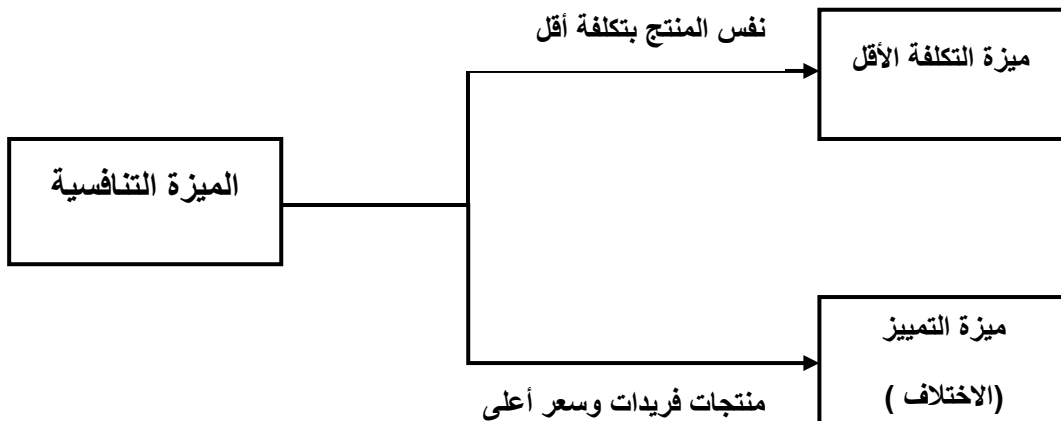 نفس المنتج بتكلفة أقل
ميزة التكلفة الأقل
الميزة التنافسية
ميزة التمييز
(الاختلاف )
منتجات فريدات وسعر أعلى